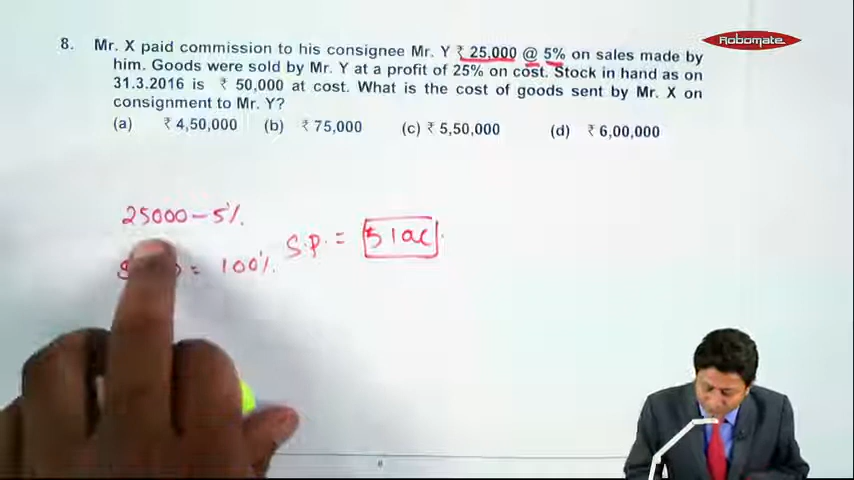 Robomate
8. Mr. X paid commission to his consignee Mr. Y ₹ 25.000 @ 5% on sales made by
him. Goods were sold by Mr. Y at a profit of 25% on cost. Stock in hand as on
31.3.2016 is ₹ 50,000 at cost. What is the cost of goods sent by Mr. X on
consignment to Mr. Y?
(a) ₹ 4,50,000 (b) ₹ 75,000 (c) ₹ 5,50,000 (d) ₹ 6,00,000
25000 - 5%.
= 100%. S.P. = 5 lac